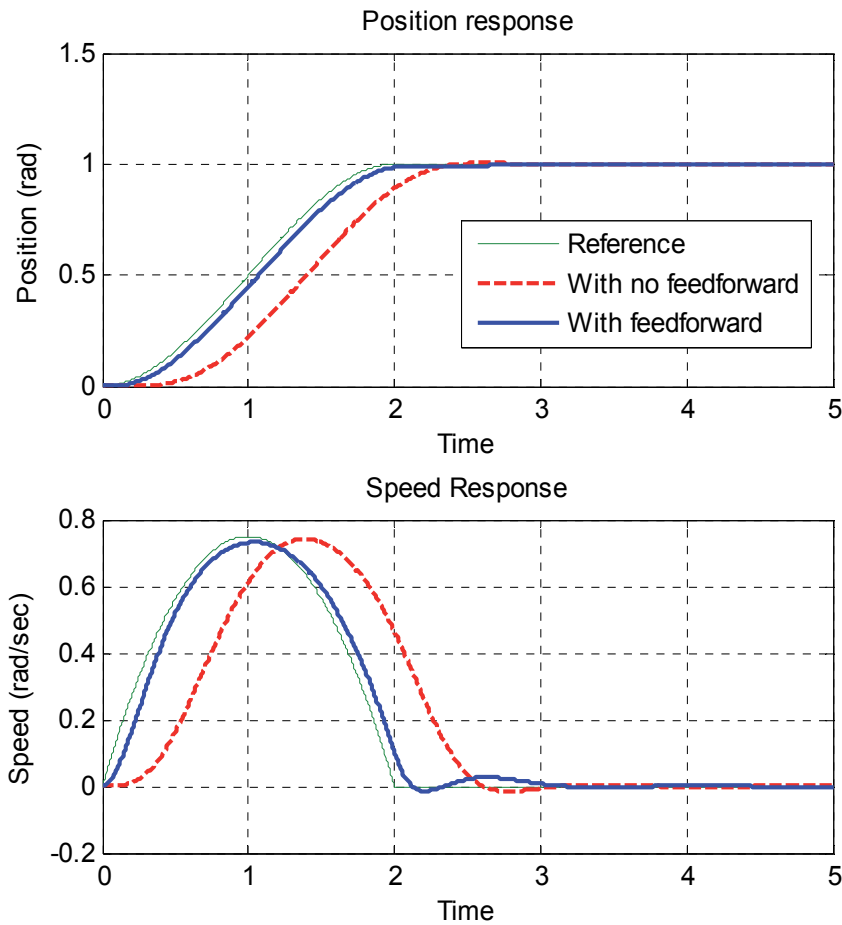 Position response
1.5
1
0.5
0
Position (rad)
Reference
With no feedforward
With feedforward
0 1 2 3 4 5
Time
Speed Response
0.8
0.6
0.4
0.2
0
-0.2
Speed (rad/sec)
0 1 2 3 4 5
Time